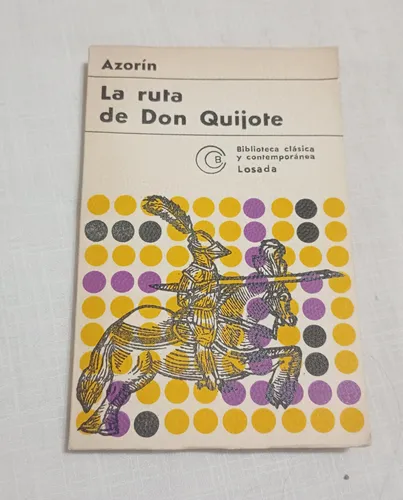 Azorín
La ruta
de Don Quijote
Biblioteca clásica
y contemporánea
Losada
B